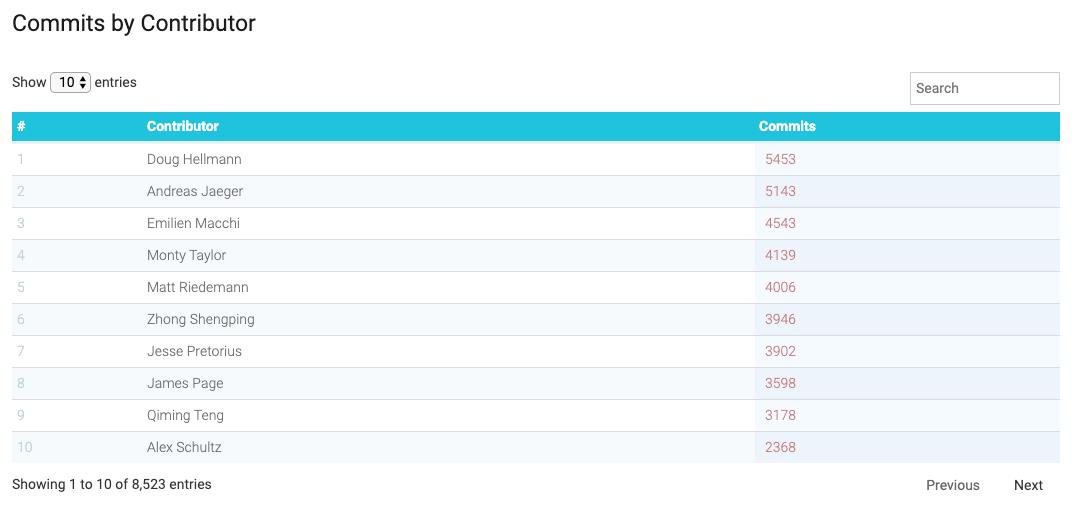 Commits by Contributor
Show 10 entries
Search
# Contributor Commits
1 Doug Hellmann 5453
2 Andreas Jaeger 5143
3 Emilien Macchi 4543
4 Monty Taylor 4139
5 Matt Riedemann 4006
6 Zhong Shengping 3946
7 Jesse Pretorius 3902
8 James Page 3598
9 Qiming Teng 3178
10 Alex Schultz 2368
Showing 1 to 10 of 8,523 entries
Previous Next